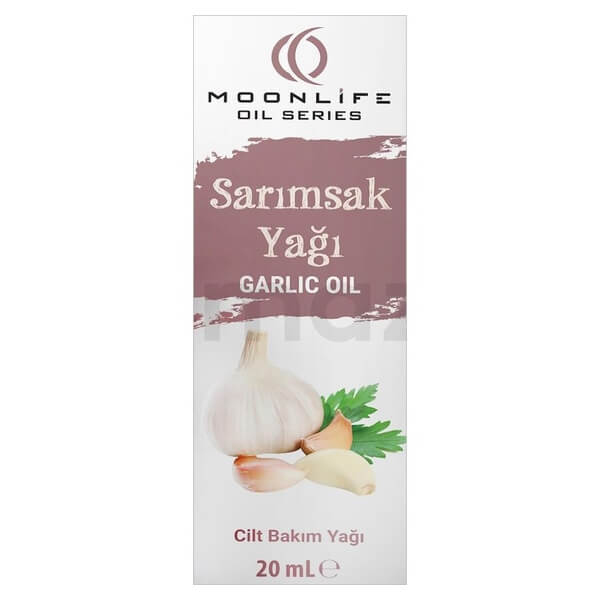 MOONLİFE
OIL SERIES
Sarımsak
Yağı
GARLIC OIL
Cilt Bakım Yağı
20 mL ℮